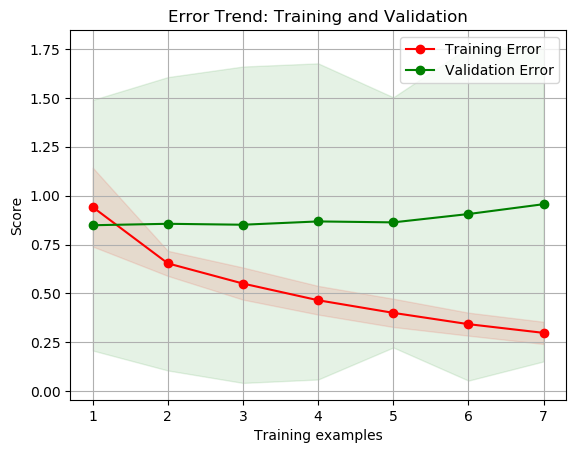 Error Trend: Training and Validation
Training Error
Validation Error
1.75
1.50
1.25
1.00
0.75
0.50
0.25
0.00
Score
1 2 3 4 5 6 7
Training examples